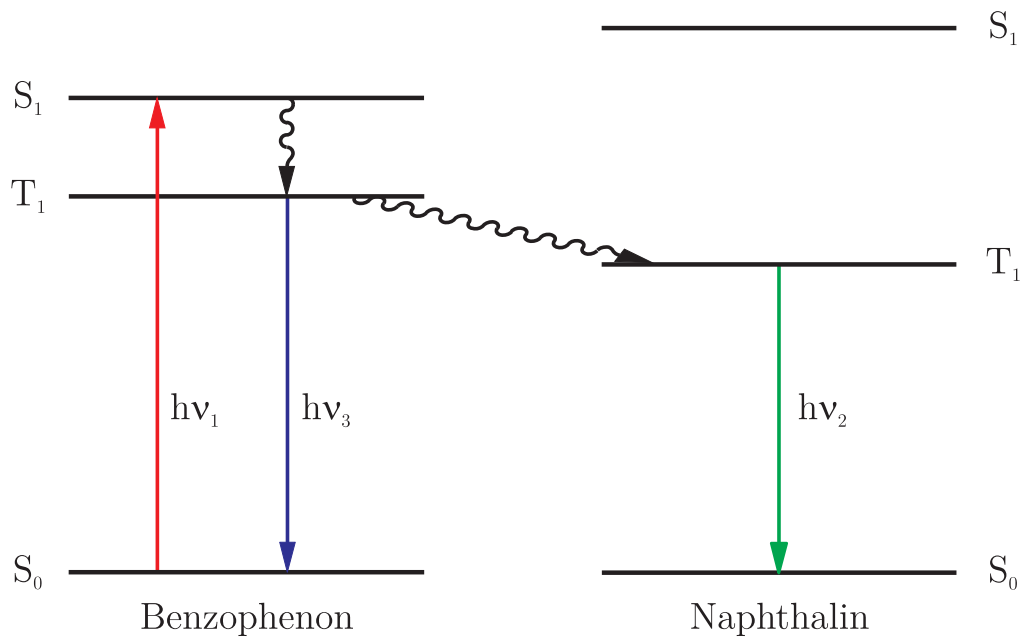 S₁
S₁
T₁
T₁
hν₁
hν₃
hν₂
S₀
S₀
Benzophenon
Naphthalin